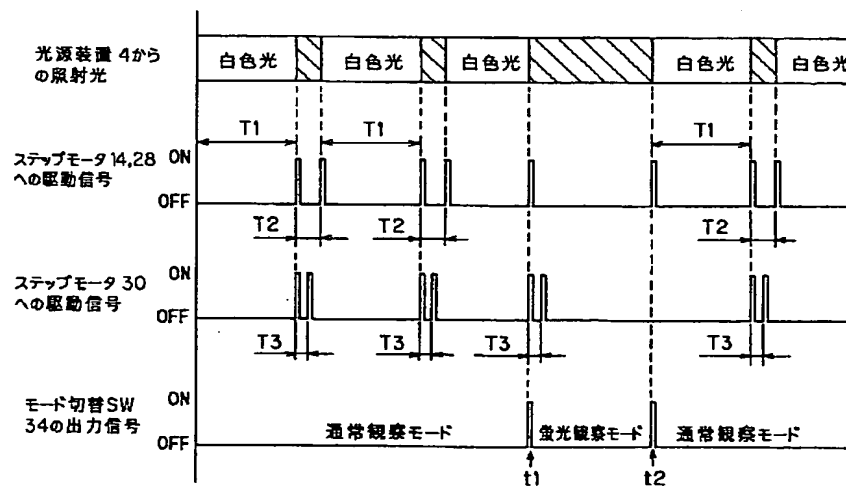 光源装置 4から
の照射光
白色光
白色光
白色光
白色光
白色光
T1
T1
T1
ステップモータ 14,28
への駆動信号
ON
OFF
T2
T2
T2
ステップモータ 30
への駆動信号
ON
OFF
T3
T3
T3
T3
モード切替SW
34の出力信号
ON
OFF
通常観察モード
蛍光観察モード
通常観察モード
t1
t2